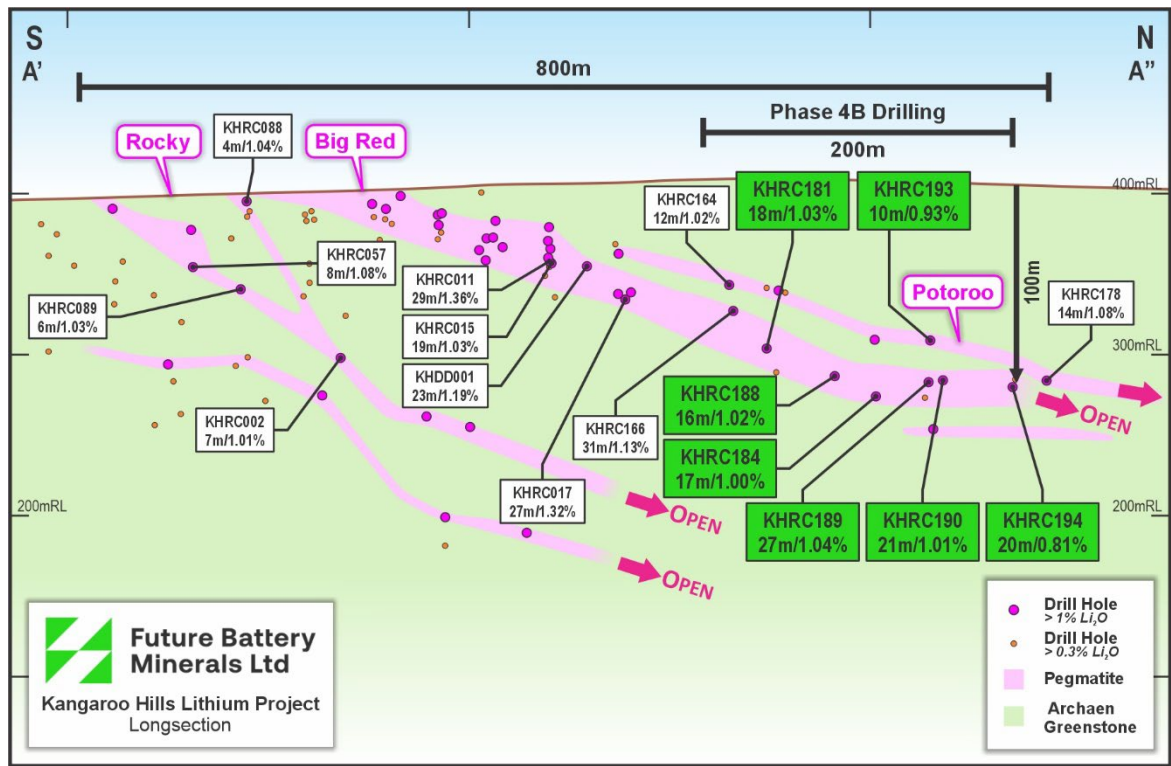 S
A’
N
A”
800m
Phase 4B Drilling
200m
KHRC088
4m/1.04%
Rocky
Big Red
400mRL
KHRC164
12m/1.02%
KHRC181
18m/1.03%
KHRC193
10m/0.93%
KHRC057
8m/1.08%
KHRC011
29m/1.36%
KHRC089
6m/1.03%
KHRC015
19m/1.03%
KHDD001
23m/1.19%
Potoroo
100m
KHRC178
14m/1.08%
300mRL
KHRC002
7m/1.01%
KHRC166
31m/1.13%
KHRC188
16m/1.02%
KHRC184
17m/1.00%
OPEN
KHRC017
27m/1.32%
200mRL
200mRL
OPEN
KHRC189
27m/1.04%
KHRC190
21m/1.01%
KHRC194
20m/0.81%
OPEN
Future Battery
Minerals Ltd
Kangaroo Hills Lithium Project
Longsection
Drill Hole
> 1% Li₂O
Drill Hole
> 0.3% Li₂O
Pegmatite
Archaen
Greenstone